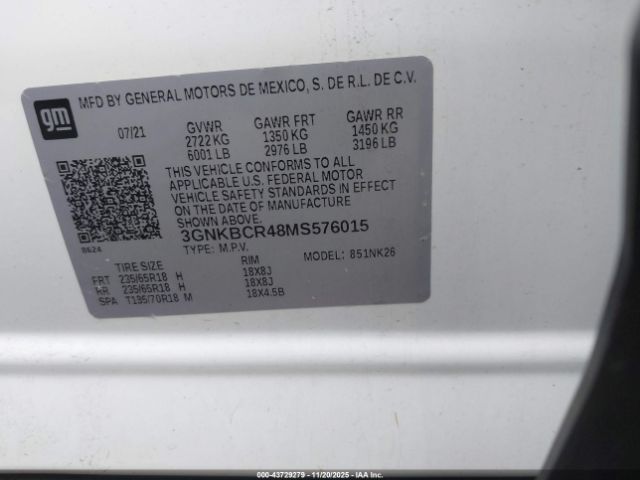 gm
MFD BY GENERAL MOTORS DE MEXICO, S. DE R.L. DE C.V.
07/21 GVWR GAWR FRT GAWR RR
2722 KG 1350 KG 1450 KG
6001 LB 2976 LB 3196 LB
THIS VEHICLE CONFORMS TO ALL
APPLICABLE U.S. FEDERAL MOTOR
VEHICLE SAFETY STANDARDS IN EFFECT
ON THE DATE OF MANUFACTURE
SHOWN ABOVE.
3GNKBCR48MS576015
8624 TYPE: M.P.V. MODEL: 851NK26
TIRE SIZE RIM
FRT 235/65R18 H 18X8J
RR 235/65R18 H 18X8J
SPA T135/70R18 M 18X4.5B
000-43729279 - 11/20/2025 - IAA Inc.